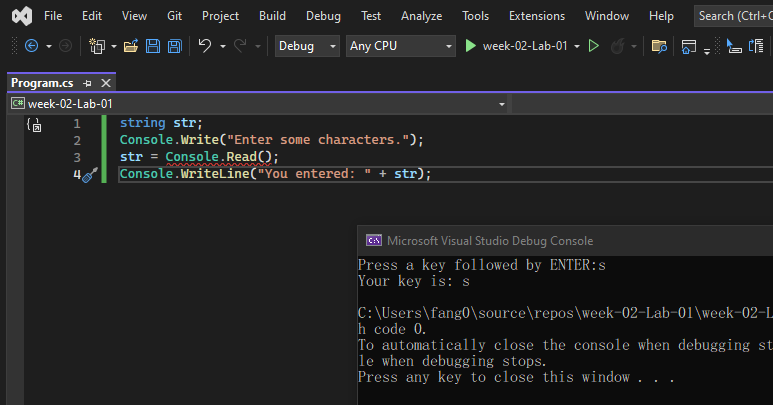 File Edit View Git Project Build Debug Test Analyze Tools Extensions Window Help Search (Ctrl+
Debug Any CPU week-02-Lab-01
Program.cs
C# week-02-Lab-01
1 string str;
2 Console.Write("Enter some characters.");
3 str = Console.Read();
4 Console.WriteLine("You entered: " + str);
C:\ Microsoft Visual Studio Debug Console
Press a key followed by ENTER:s
Your key is: s
C:\Users\fang0\source\repos\week-02-Lab-01\week-02-L
h code 0.
To automatically close the console when debugging st
le when debugging stops.
Press any key to close this window . . .